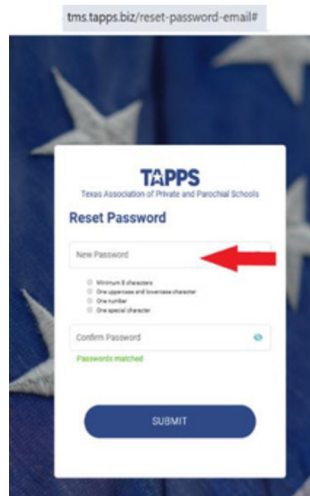 tms.tapps.biz/reset-password-email#
TAPPS
Texas Association of Private and Parochial Schools
Reset Password
New Password
Minimum 8 characters
One uppercase and lowercase character
One number
One special character
Confirm Password
Passwords matched
SUBMIT